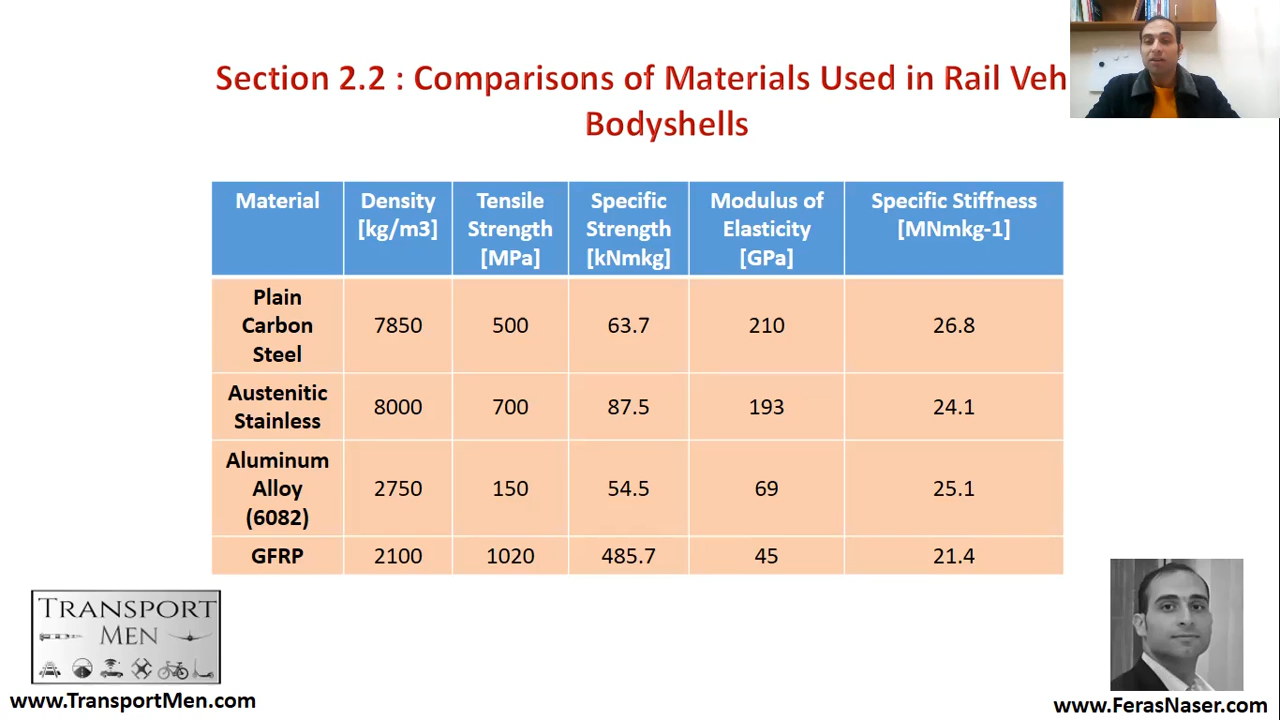 Section 2.2 : Comparisons of Materials Used in Rail Veh
Bodyshells
Material Density [kg/m3] Tensile Strength [MPa] Specific Strength [kNmkg] Modulus of Elasticity [GPa] Specific Stiffness [MNmkg-1]
Plain Carbon Steel 7850 500 63.7 210 26.8
Austenitic Stainless 8000 700 87.5 193 24.1
Aluminum Alloy (6082) 2750 150 54.5 69 25.1
GFRP 2100 1020 485.7 45 21.4
TRANSPORT
MEN
www.TransportMen.com
www.FerasNaser.com